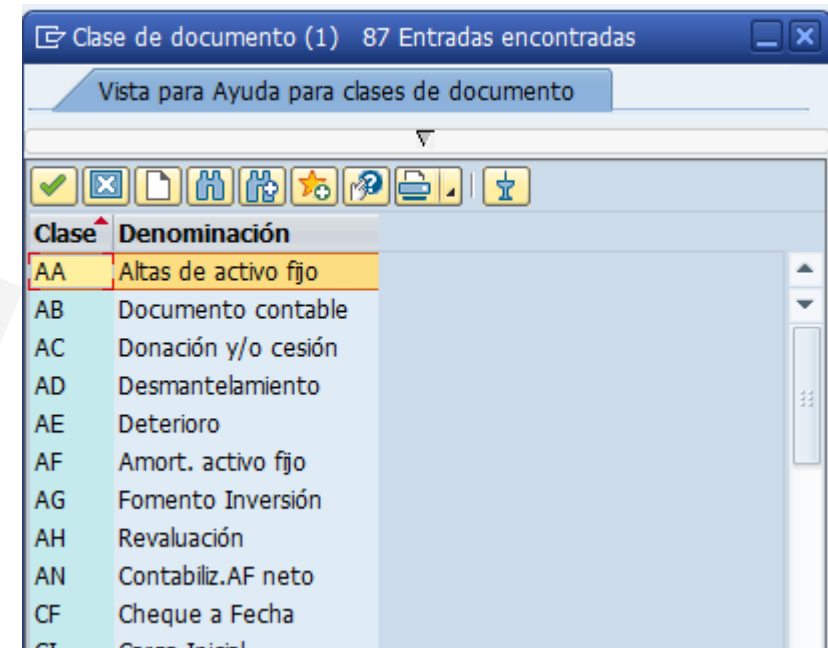 Clase de documento (1) 87 Entradas encontradas
Vista para Ayuda para clases de documento
Clase Denominación
AA Altas de activo fijo
AB Documento contable
AC Donación y/o cesión
AD Desmantelamiento
AE Deterioro
AF Amort. activo fijo
AG Fomento Inversión
AH Revaluación
AN Contabiliz.AF neto
CF Cheque a Fecha